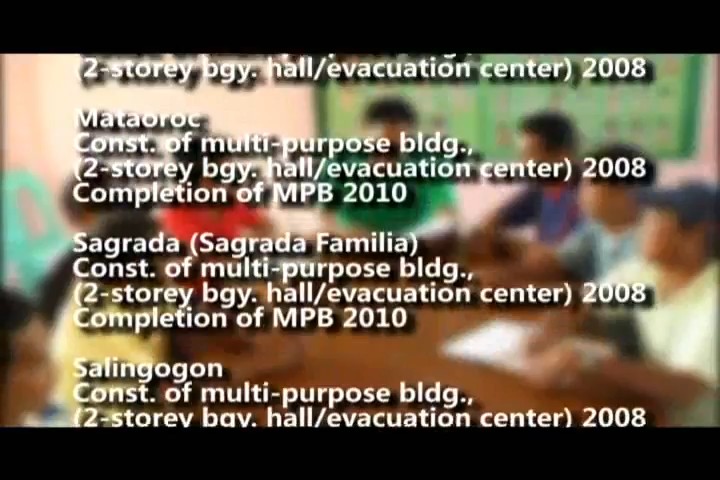 (2-storey bgy. hall/evacuation center) 2008
Mataoroc
Const. of multi-purpose bldg.,
(2-storey bgy. hall/evacuation center) 2008
Completion of MPB 2010
Sagrada (Sagrada Familia)
Const. of multi-purpose bldg.,
(2-storey bgy. hall/evacuation center) 2008
Completion of MPB 2010
Salingogon
Const. of multi-purpose bldg.,
(2-storey bgy. hall/evacuation center) 2008